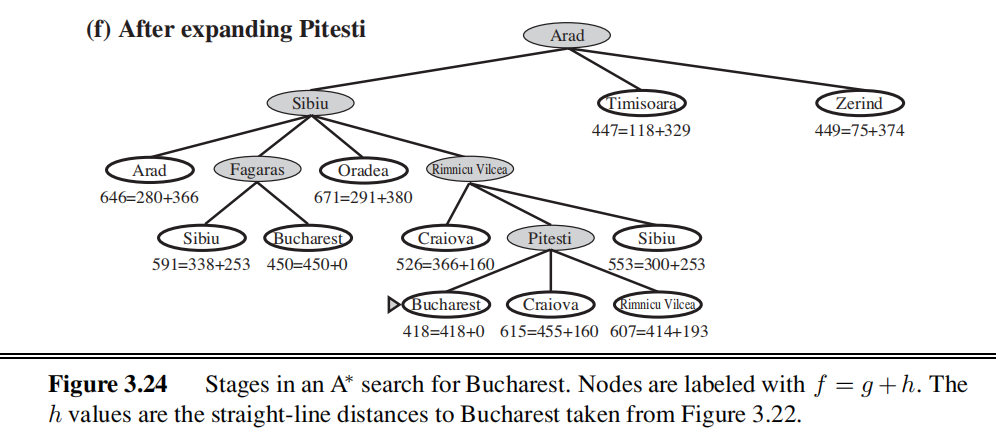 (f) After expanding Pitesti
Arad
Sibiu
Timisoara
Zerind
447=118+329
449=75+374
Arad
Fagaras
Oradea
Rimnicu Vilcea
646=280+366
671=291+380
Sibiu
Bucharest
Craiova
Pitesti
Sibiu
591=338+253
450=450+0
526=366+160
553=300+253
Bucharest
Craiova
Rimnicu Vilcea
418=418+0
615=455+160
607=414+193
Figure 3.24 Stages in an A* search for Bucharest. Nodes are labeled with f = g + h. The
h values are the straight-line distances to Bucharest taken from Figure 3.22.